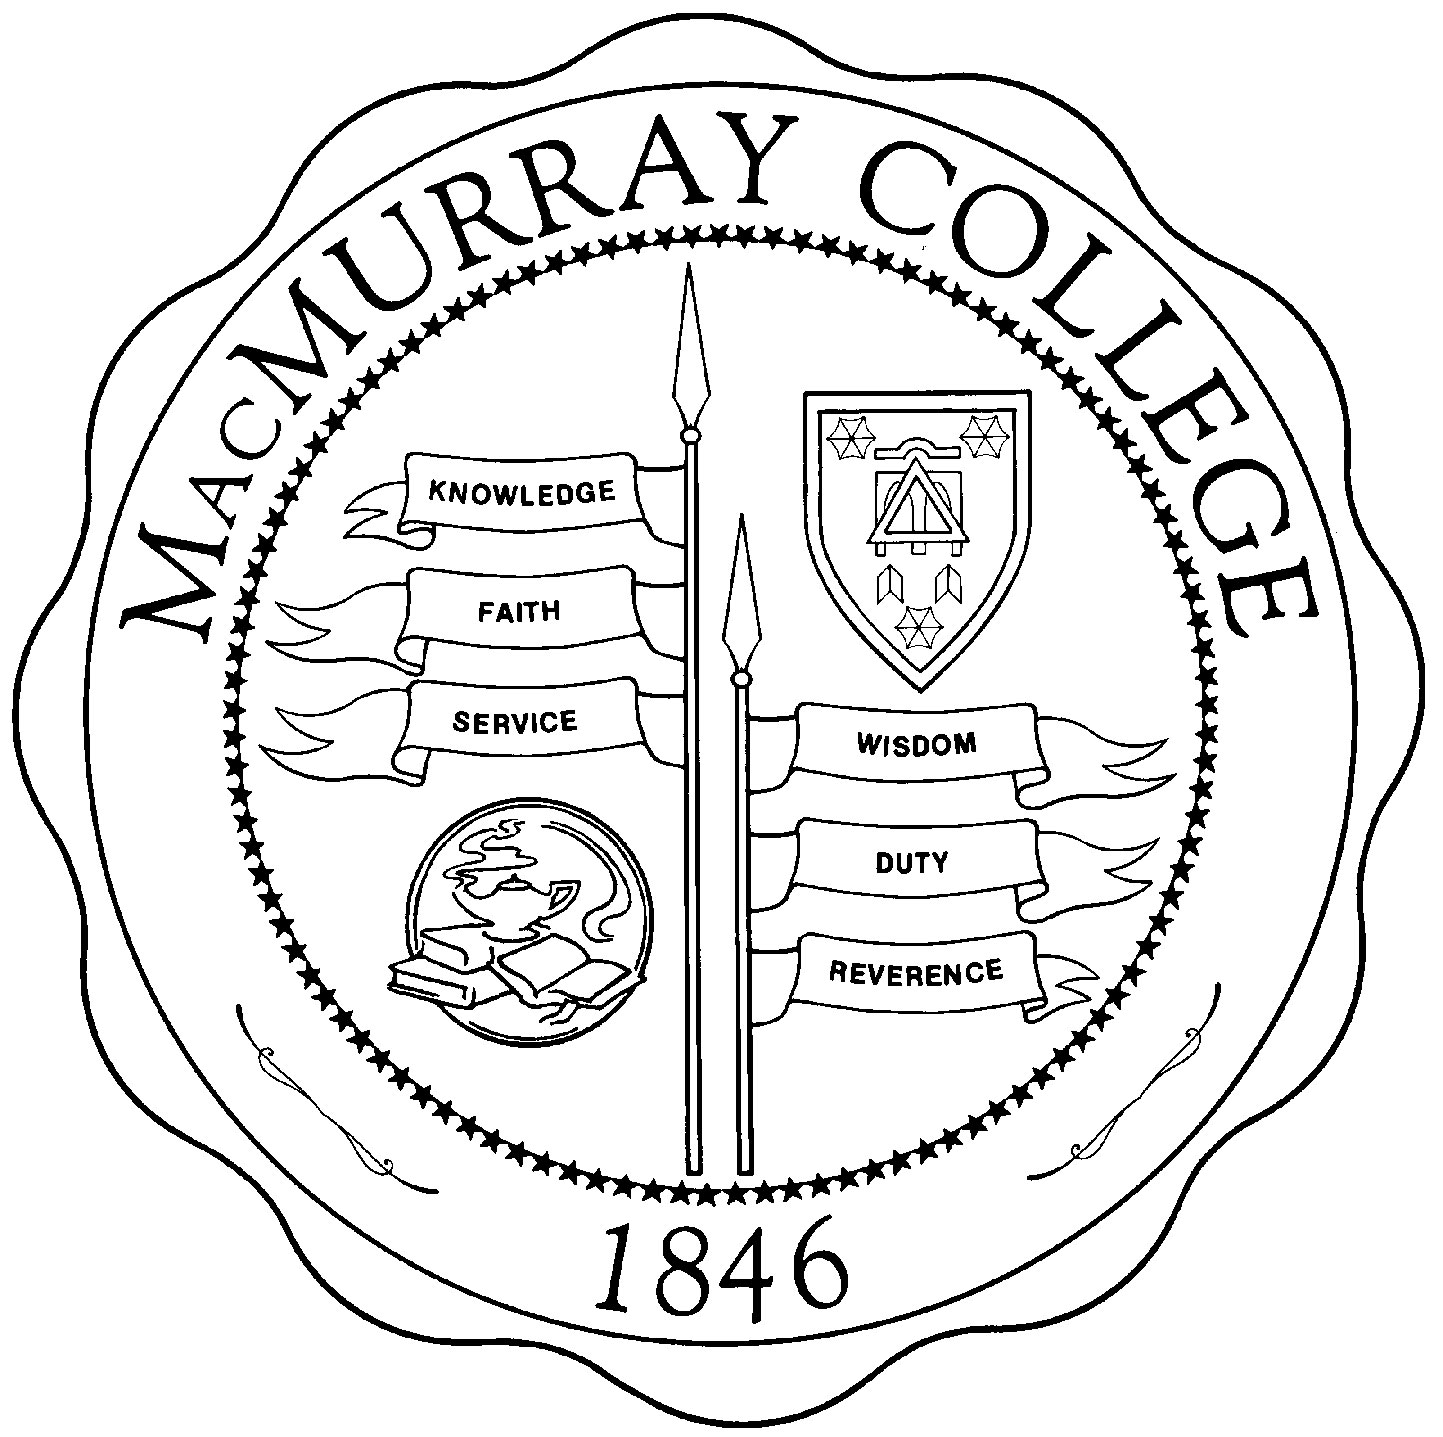 MACMURRAY COLLEGE
KNOWLEDGE
FAITH
SERVICE
WISDOM
DUTY
REVERENCE
1846